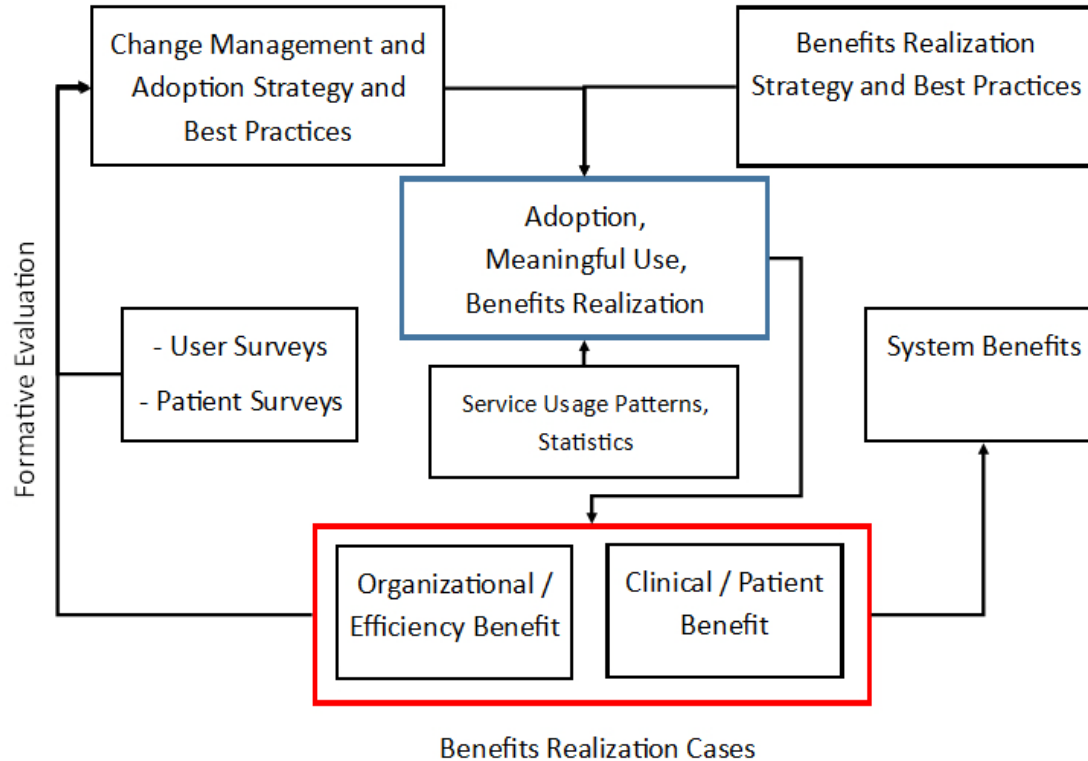 Change Management and
Adoption Strategy and
Best Practices
Benefits Realization
Strategy and Best Practices
Adoption,
Meaningful Use,
Benefits Realization
Formative Evaluation
- User Surveys
- Patient Surveys
System Benefits
Service Usage Patterns,
Statistics
Organizational /
Efficiency Benefit
Clinical / Patient
Benefit
Benefits Realization Cases